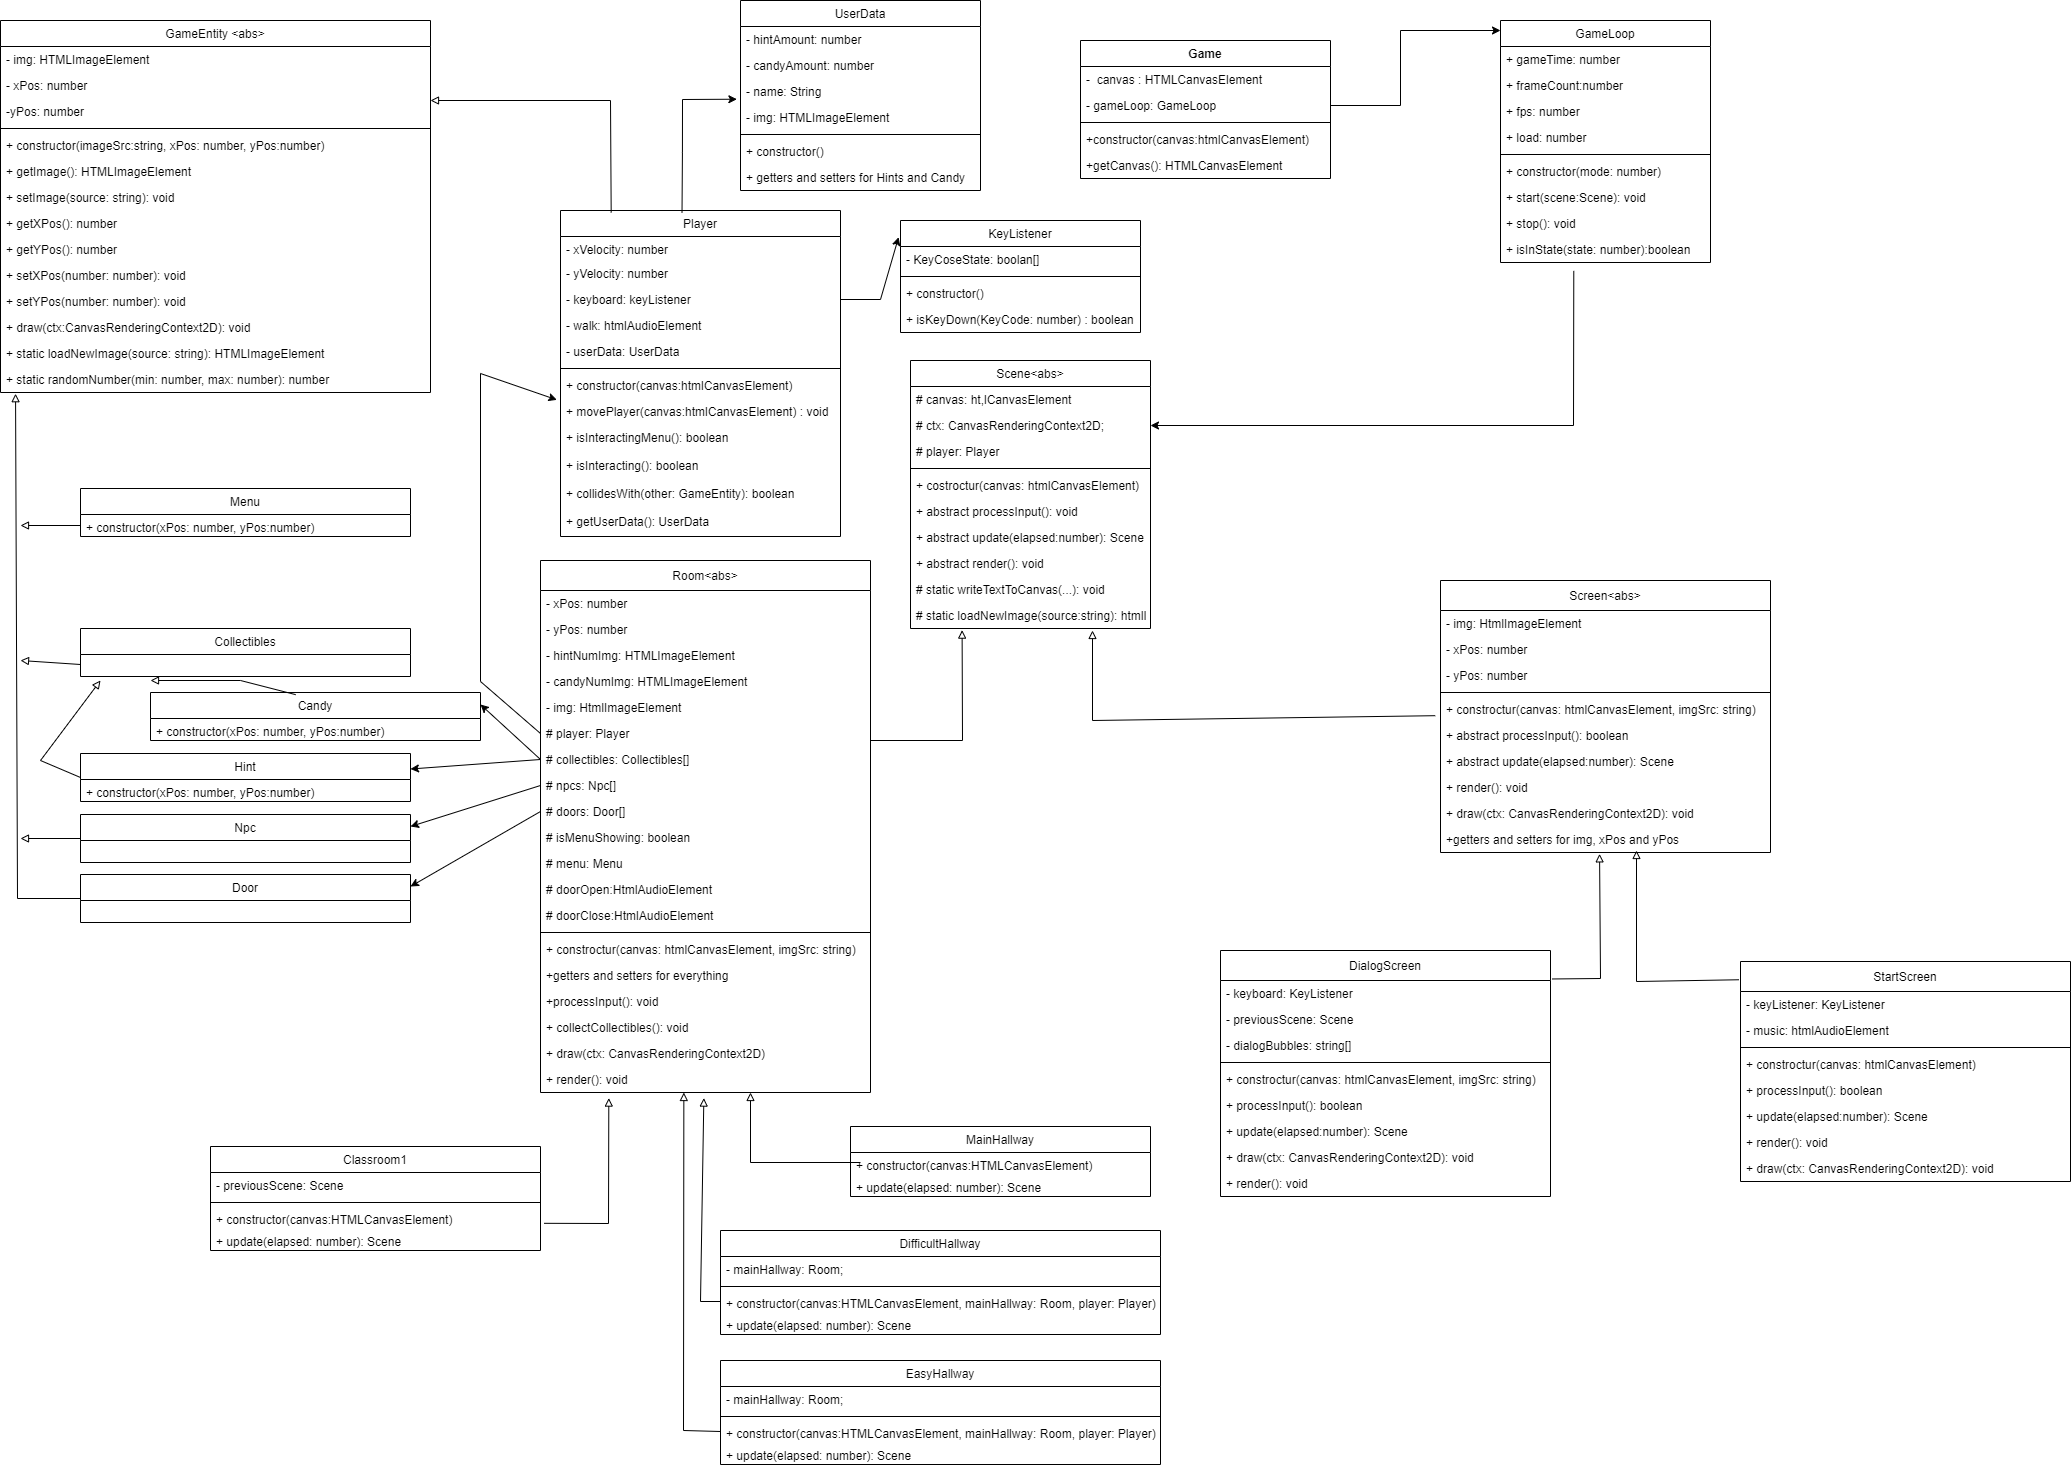 GameEntity <abs>
- img: HTMLImageElement
- xPos: number
-yPos: number
+ constructor(imageSrc:string, xPos: number, yPos:number)
+ getImage(): HTMLImageElement
+ setImage(source: string): void
+ getXPos(): number
+ getYPos(): number
+ setXPos(number: number): void
+ setYPos(number: number): void
+ draw(ctx:CanvasRenderingContext2D): void
+ static loadNewImage(source: string): HTMLImageElement
+ static randomNumber(min: number, max: number): number
UserData
- hintAmount: number
- candyAmount: number
- name: String
- img: HTMLImageElement
+ constructor()
+ getters and setters for Hints and Candy
Game
- canvas : HTMLCanvasElement
- gameLoop: GameLoop
+constructor(canvas:htmlCanvasElement)
+getCanvas(): HTMLCanvasElement
GameLoop
+ gameTime: number
+ frameCount:number
+ fps: number
+ load: number
+ constructor(mode: number)
+ start(scene:Scene): void
+ stop(): void
+ isInState(state: number):boolean
Player
- xVelocity: number
- yVelocity: number
- keyboard: keyListener
- walk: htmlAudioElement
- userData: UserData
+ constructor(canvas:htmlCanvasElement)
+ movePlayer(canvas:htmlCanvasElement) : void
+ isInteractingMenu(): boolean
+ isInteracting(): boolean
+ collidesWith(other: GameEntity): boolean
+ getUserData(): UserData
KeyListener
- KeyCoseState: boolan[]
+ constructor()
+ isKeyDown(KeyCode: number) : boolean
Scene<abs>
# canvas: ht,lCanvasElement
# ctx: CanvasRenderingContext2D;
# player: Player
+ costroctur(canvas: htmlCanvasElement)
+ abstract processInput(): void
+ abstract update(elapsed:number): Scene
+ abstract render(): void
# static writeTextToCanvas(...): void
# static loadNewImage(source:string): htmlI
Menu
+ constructor(xPos: number, yPos:number)
Collectibles
Candy
+ constructor(xPos: number, yPos:number)
Hint
+ constructor(xPos: number, yPos:number)
Npc
Door
Room<abs>
- xPos: number
- yPos: number
- hintNumImg: HTMLImageElement
- candyNumImg: HTMLImageElement
- img: HtmlImageElement
# player: Player
# collectibles: Collectibles[]
# npcs: Npc[]
# doors: Door[]
# isMenuShowing: boolean
# menu: Menu
# doorOpen:HtmlAudioElement
# doorClose:HtmlAudioElement
+ constroctur(canvas: htmlCanvasElement, imgSrc: string)
+getters and setters for everything
+processInput(): void
+ collectCollectibles(): void
+ draw(ctx: CanvasRenderingContext2D)
+ render(): void
Screen<abs>
- img: HtmlImageElement
- xPos: number
- yPos: number
+ constroctur(canvas: htmlCanvasElement, imgSrc: string)
+ abstract processInput(): boolean
+ abstract update(elapsed:number): Scene
+ render(): void
+ draw(ctx: CanvasRenderingContext2D): void
+getters and setters for img, xPos and yPos
DialogScreen
- keyboard: KeyListener
- previousScene: Scene
- dialogBubbles: string[]
+ constroctur(canvas: htmlCanvasElement, imgSrc: string)
+ processInput(): boolean
+ update(elapsed:number): Scene
+ draw(ctx: CanvasRenderingContext2D): void
+ render(): void
StartScreen
- keyListener: KeyListener
- music: htmlAudioElement
+ constroctur(canvas: htmlCanvasElement)
+ processInput(): boolean
+ update(elapsed:number): Scene
+ render(): void
+ draw(ctx: CanvasRenderingContext2D): void
Classroom1
- previousScene: Scene
+ constructor(canvas:HTMLCanvasElement)
+ update(elapsed: number): Scene
MainHallway
+ constructor(canvas:HTMLCanvasElement)
+ update(elapsed: number): Scene
DifficultHallway
- mainHallway: Room;
+ constructor(canvas:HTMLCanvasElement, mainHallway: Room, player: Player)
+ update(elapsed: number): Scene
EasyHallway
- mainHallway: Room;
+ constructor(canvas:HTMLCanvasElement, mainHallway: Room, player: Player)
+ update(elapsed: number): Scene